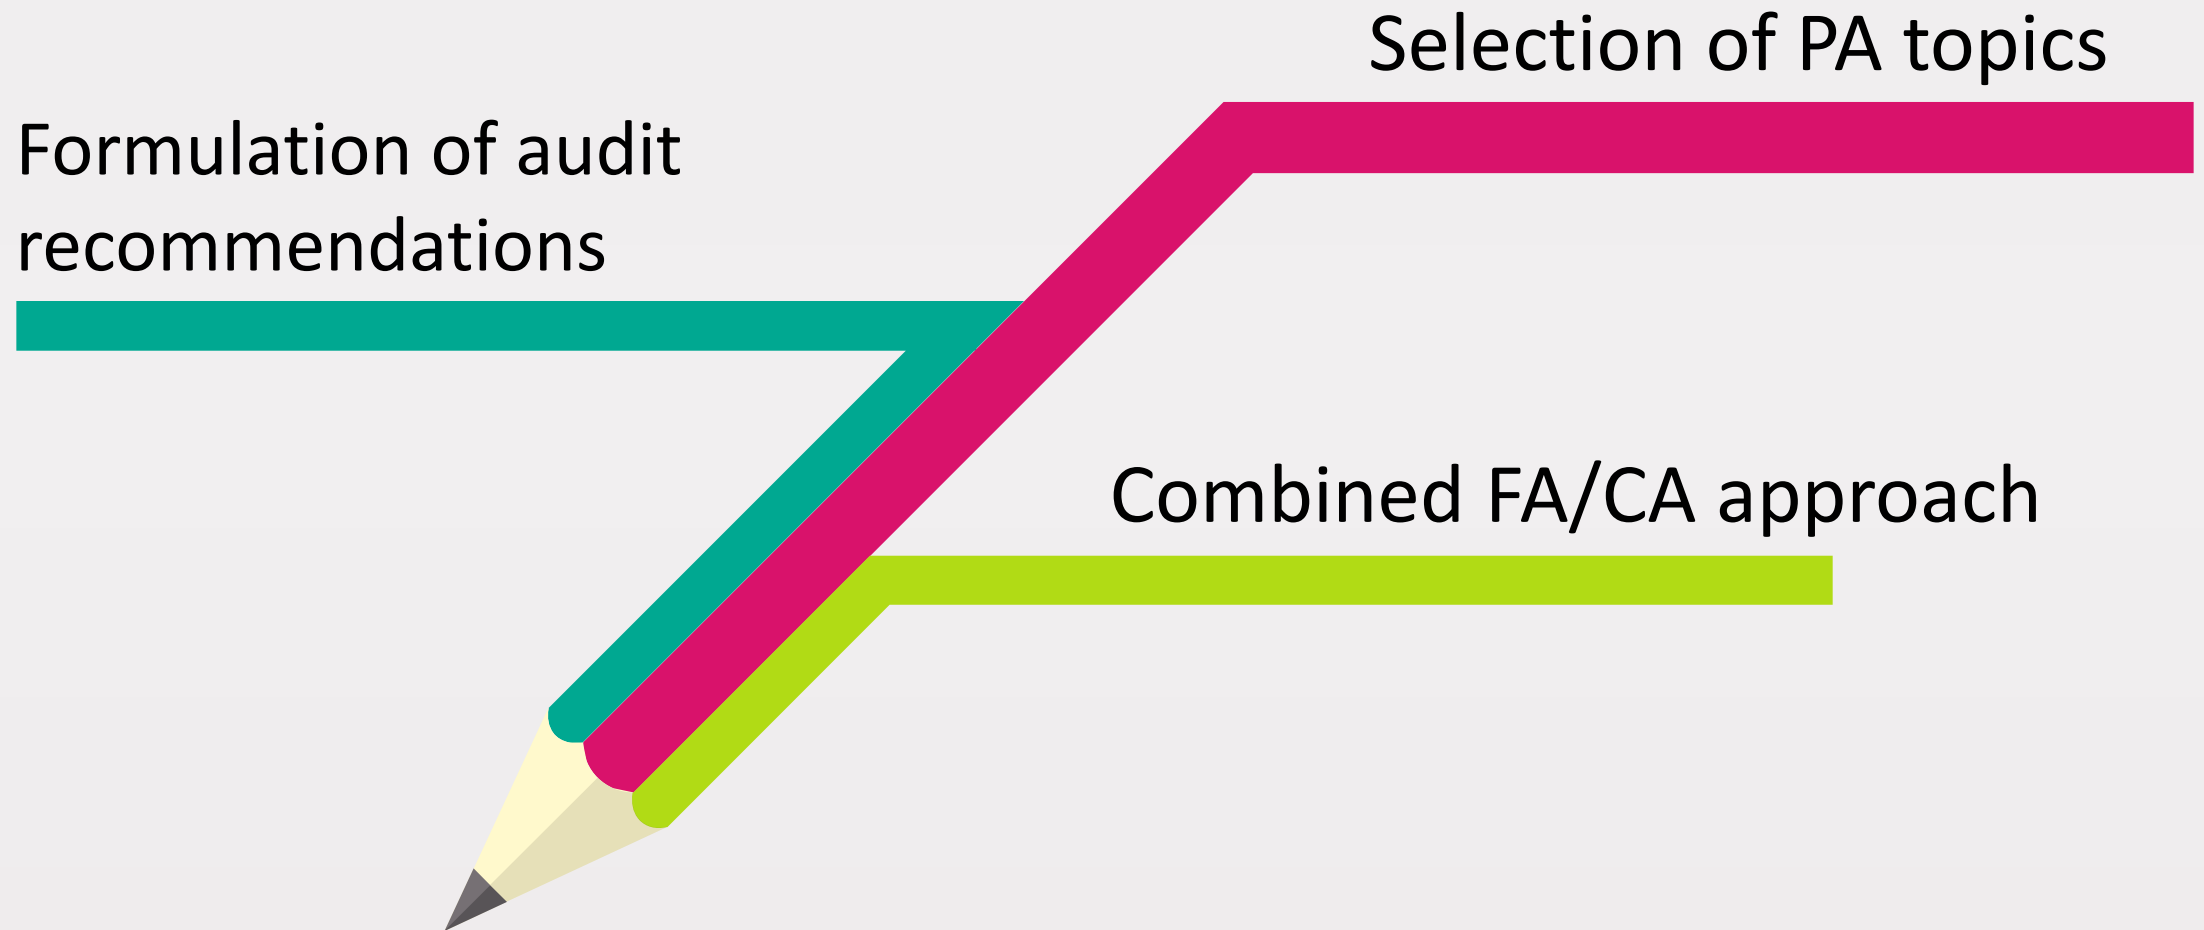 Selection of PA topics
Formulation of audit
recommendations
Combined FA/CA approach